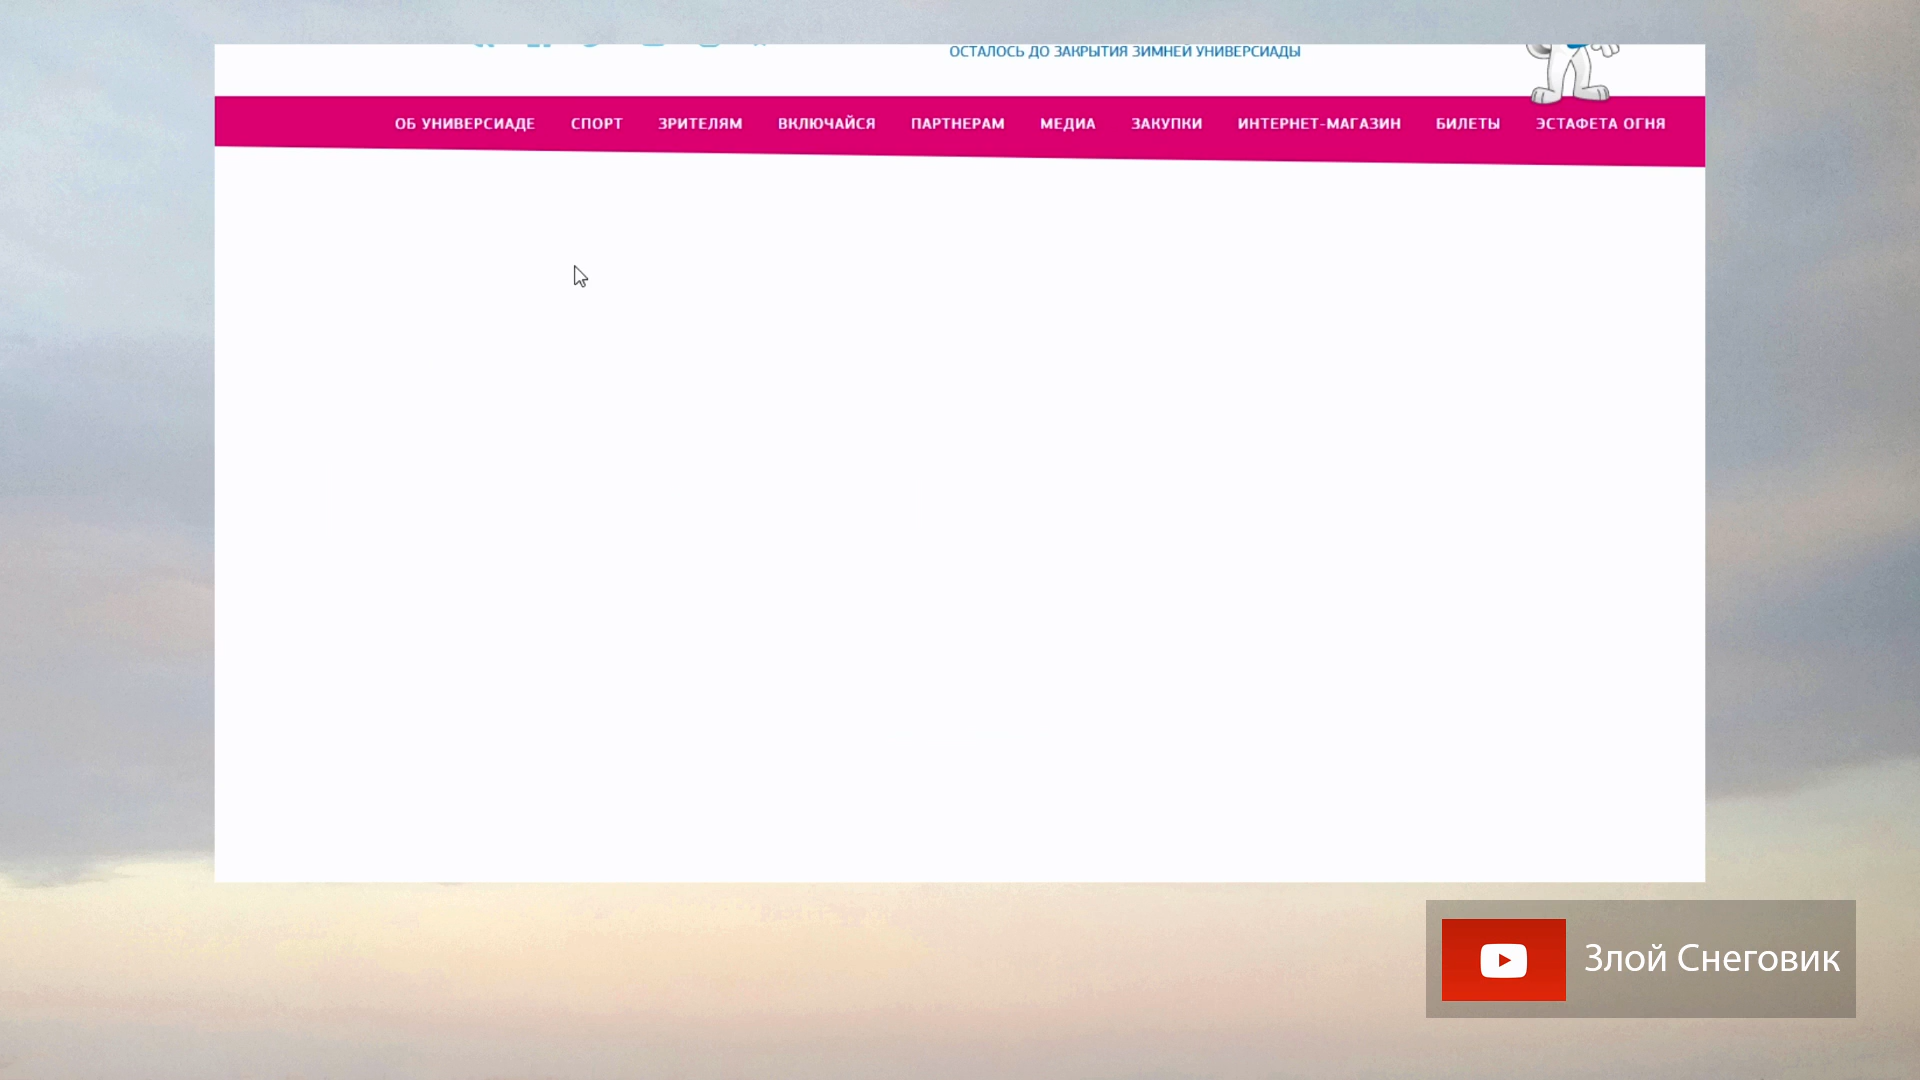 ОСТАЛОСЬ ДО ЗАКРЫТИЯ ЗИМНЕЙ УНИВЕРСИАДЫ
ОБ УНИВЕРСИАДЕ СПОРТ ЗРИТЕЛЯМ ВКЛЮЧАЙСЯ ПАРТНЕРАМ МЕДИА ЗАКУПКИ ИНТЕРНЕТ-МАГАЗИН БИЛЕТЫ ЭСТАФЕТА ОГНЯ
Злой Снеговик